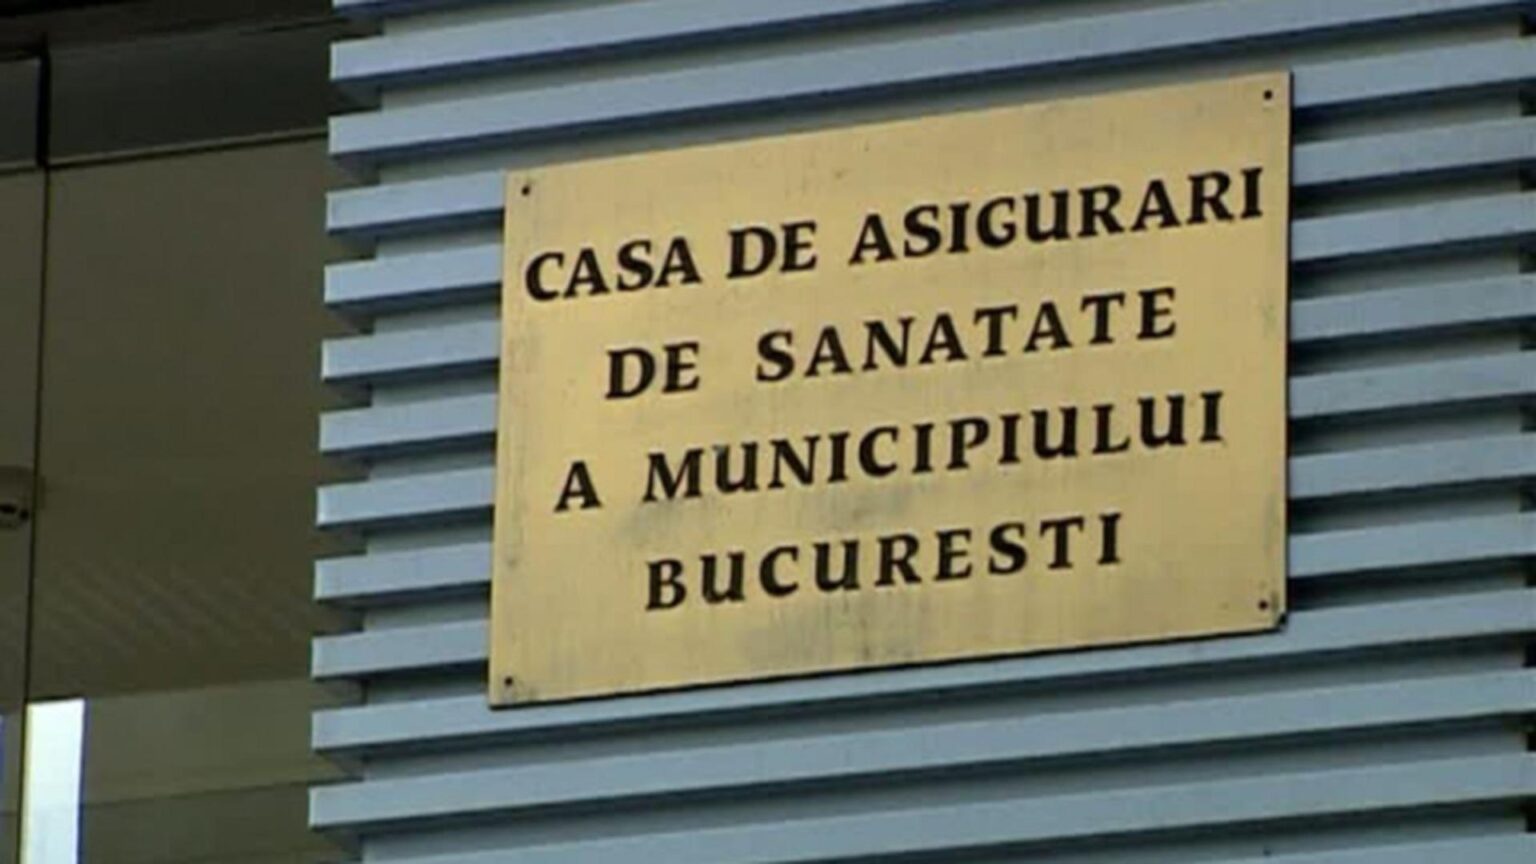 CASA DE ASIGURARI
DE SANATATE
A MUNICIPIULUI
BUCURESTI